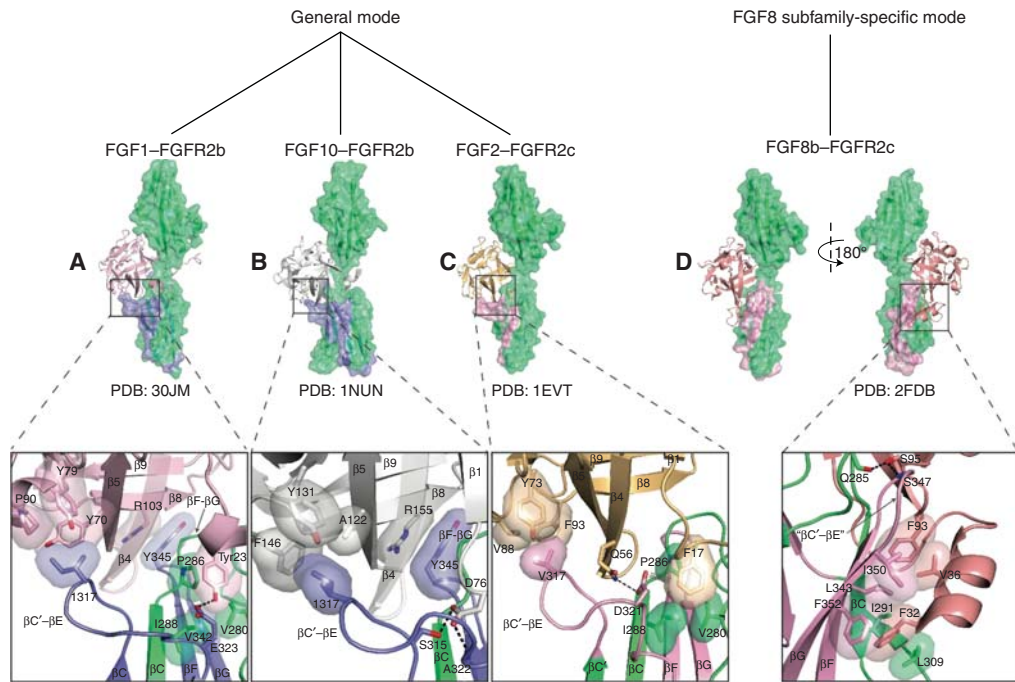 General mode
FGF8 subfamily-specific mode
FGF1–FGFR2b
FGF10–FGFR2b
FGF2–FGFR2c
FGF8b–FGFR2c
A
B
C
D
180°
PDB: 30JM
PDB: 1NUN
PDB: 1EVT
PDB: 2FDB
Y79
β9
β5
P90
Y70
R103
β8
βF-βG
β4
Y345
Tyr23
P286
1317
I288
V280
V342
E323
βC′–βE
βC
βF
βG
β9
β1
β5
Y131
β8
R155
A122
F146
βF-βG
Y345
β4
D76
1317
βC′–βE
S315
βC
A322
β9
β1
β5
β4
β8
Y73
F93
V88
Q56
P286
F17
V317
D321
βC′–βE
I288
V280
βC′
βC
βF
βG
S95
Q285
S347
F93
"βC′–βE"
I350
V36
L343
F352
βC
I291
F32
βG
βF
L309